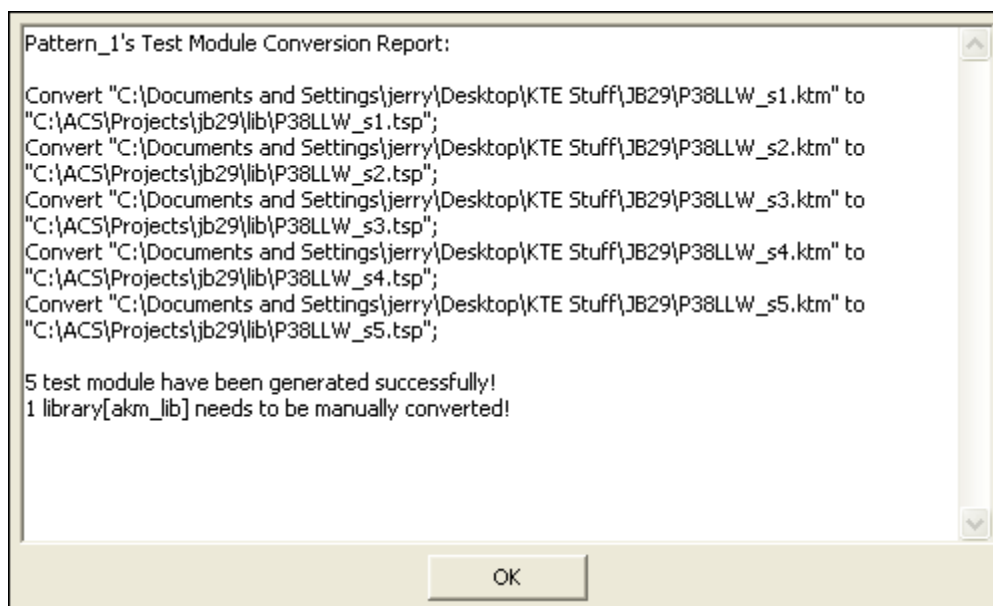 Pattern_1's Test Module Conversion Report:
Convert "C:\Documents and Settings\jerry\Desktop\KTE Stuff\JB29\P38LLW_s1.ktm" to
"C:\ACS\Projects\jb29\lib\P38LLW_s1.tsp";
Convert "C:\Documents and Settings\jerry\Desktop\KTE Stuff\JB29\P38LLW_s2.ktm" to
"C:\ACS\Projects\jb29\lib\P38LLW_s2.tsp";
Convert "C:\Documents and Settings\jerry\Desktop\KTE Stuff\JB29\P38LLW_s3.ktm" to
"C:\ACS\Projects\jb29\lib\P38LLW_s3.tsp";
Convert "C:\Documents and Settings\jerry\Desktop\KTE Stuff\JB29\P38LLW_s4.ktm" to
"C:\ACS\Projects\jb29\lib\P38LLW_s4.tsp";
Convert "C:\Documents and Settings\jerry\Desktop\KTE Stuff\JB29\P38LLW_s5.ktm" to
"C:\ACS\Projects\jb29\lib\P38LLW_s5.tsp";
5 test module have been generated successfully!
1 library[akm_lib] needs to be manually converted!
OK